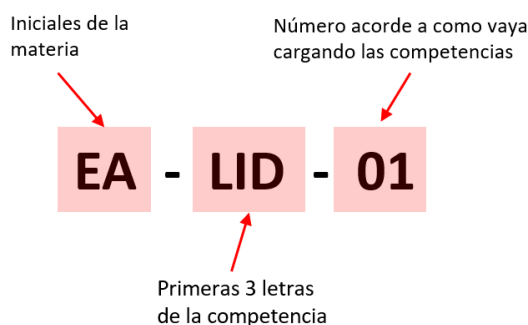 Iniciales de la
materia
Número acorde a como vaya
cargando las competencias
EA - LID - 01
Primeras 3 letras
de la competencia